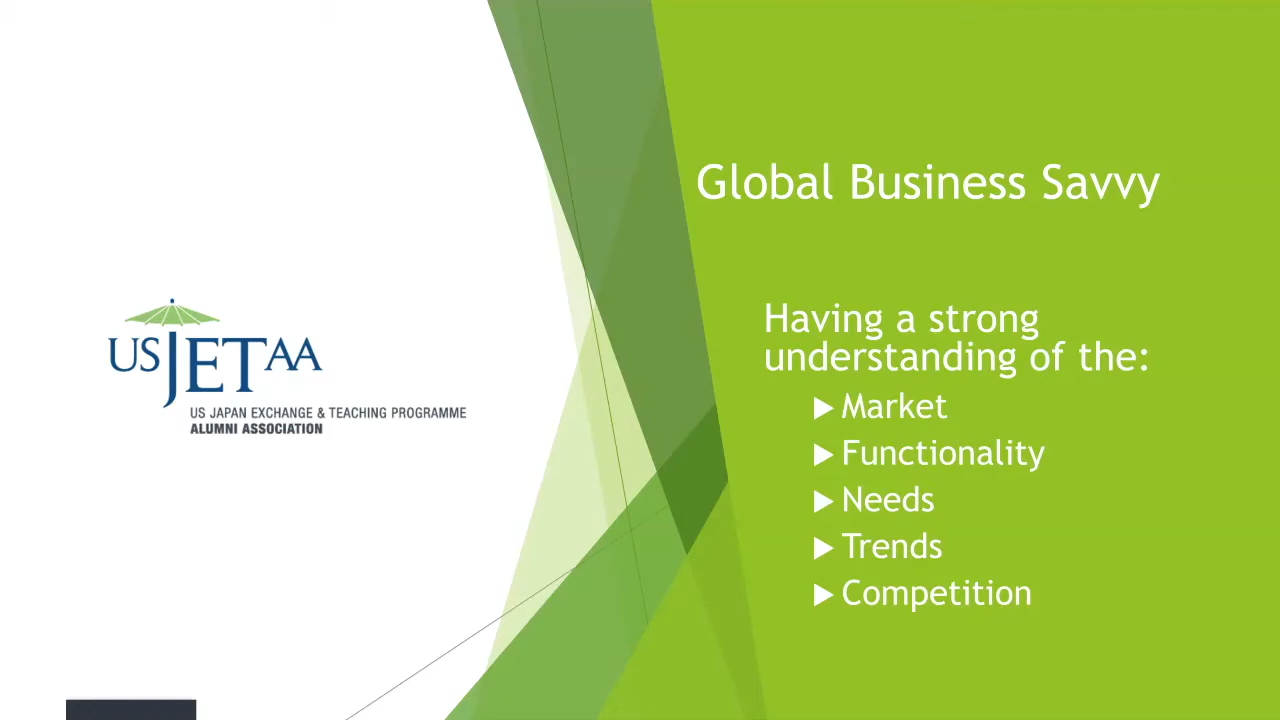 Global Business Savvy
Having a strong
understanding of the:
Market
Functionality
Needs
Trends
Competition
USJETAA
US JAPAN EXCHANGE & TEACHING PROGRAMME
ALUMNI ASSOCIATION